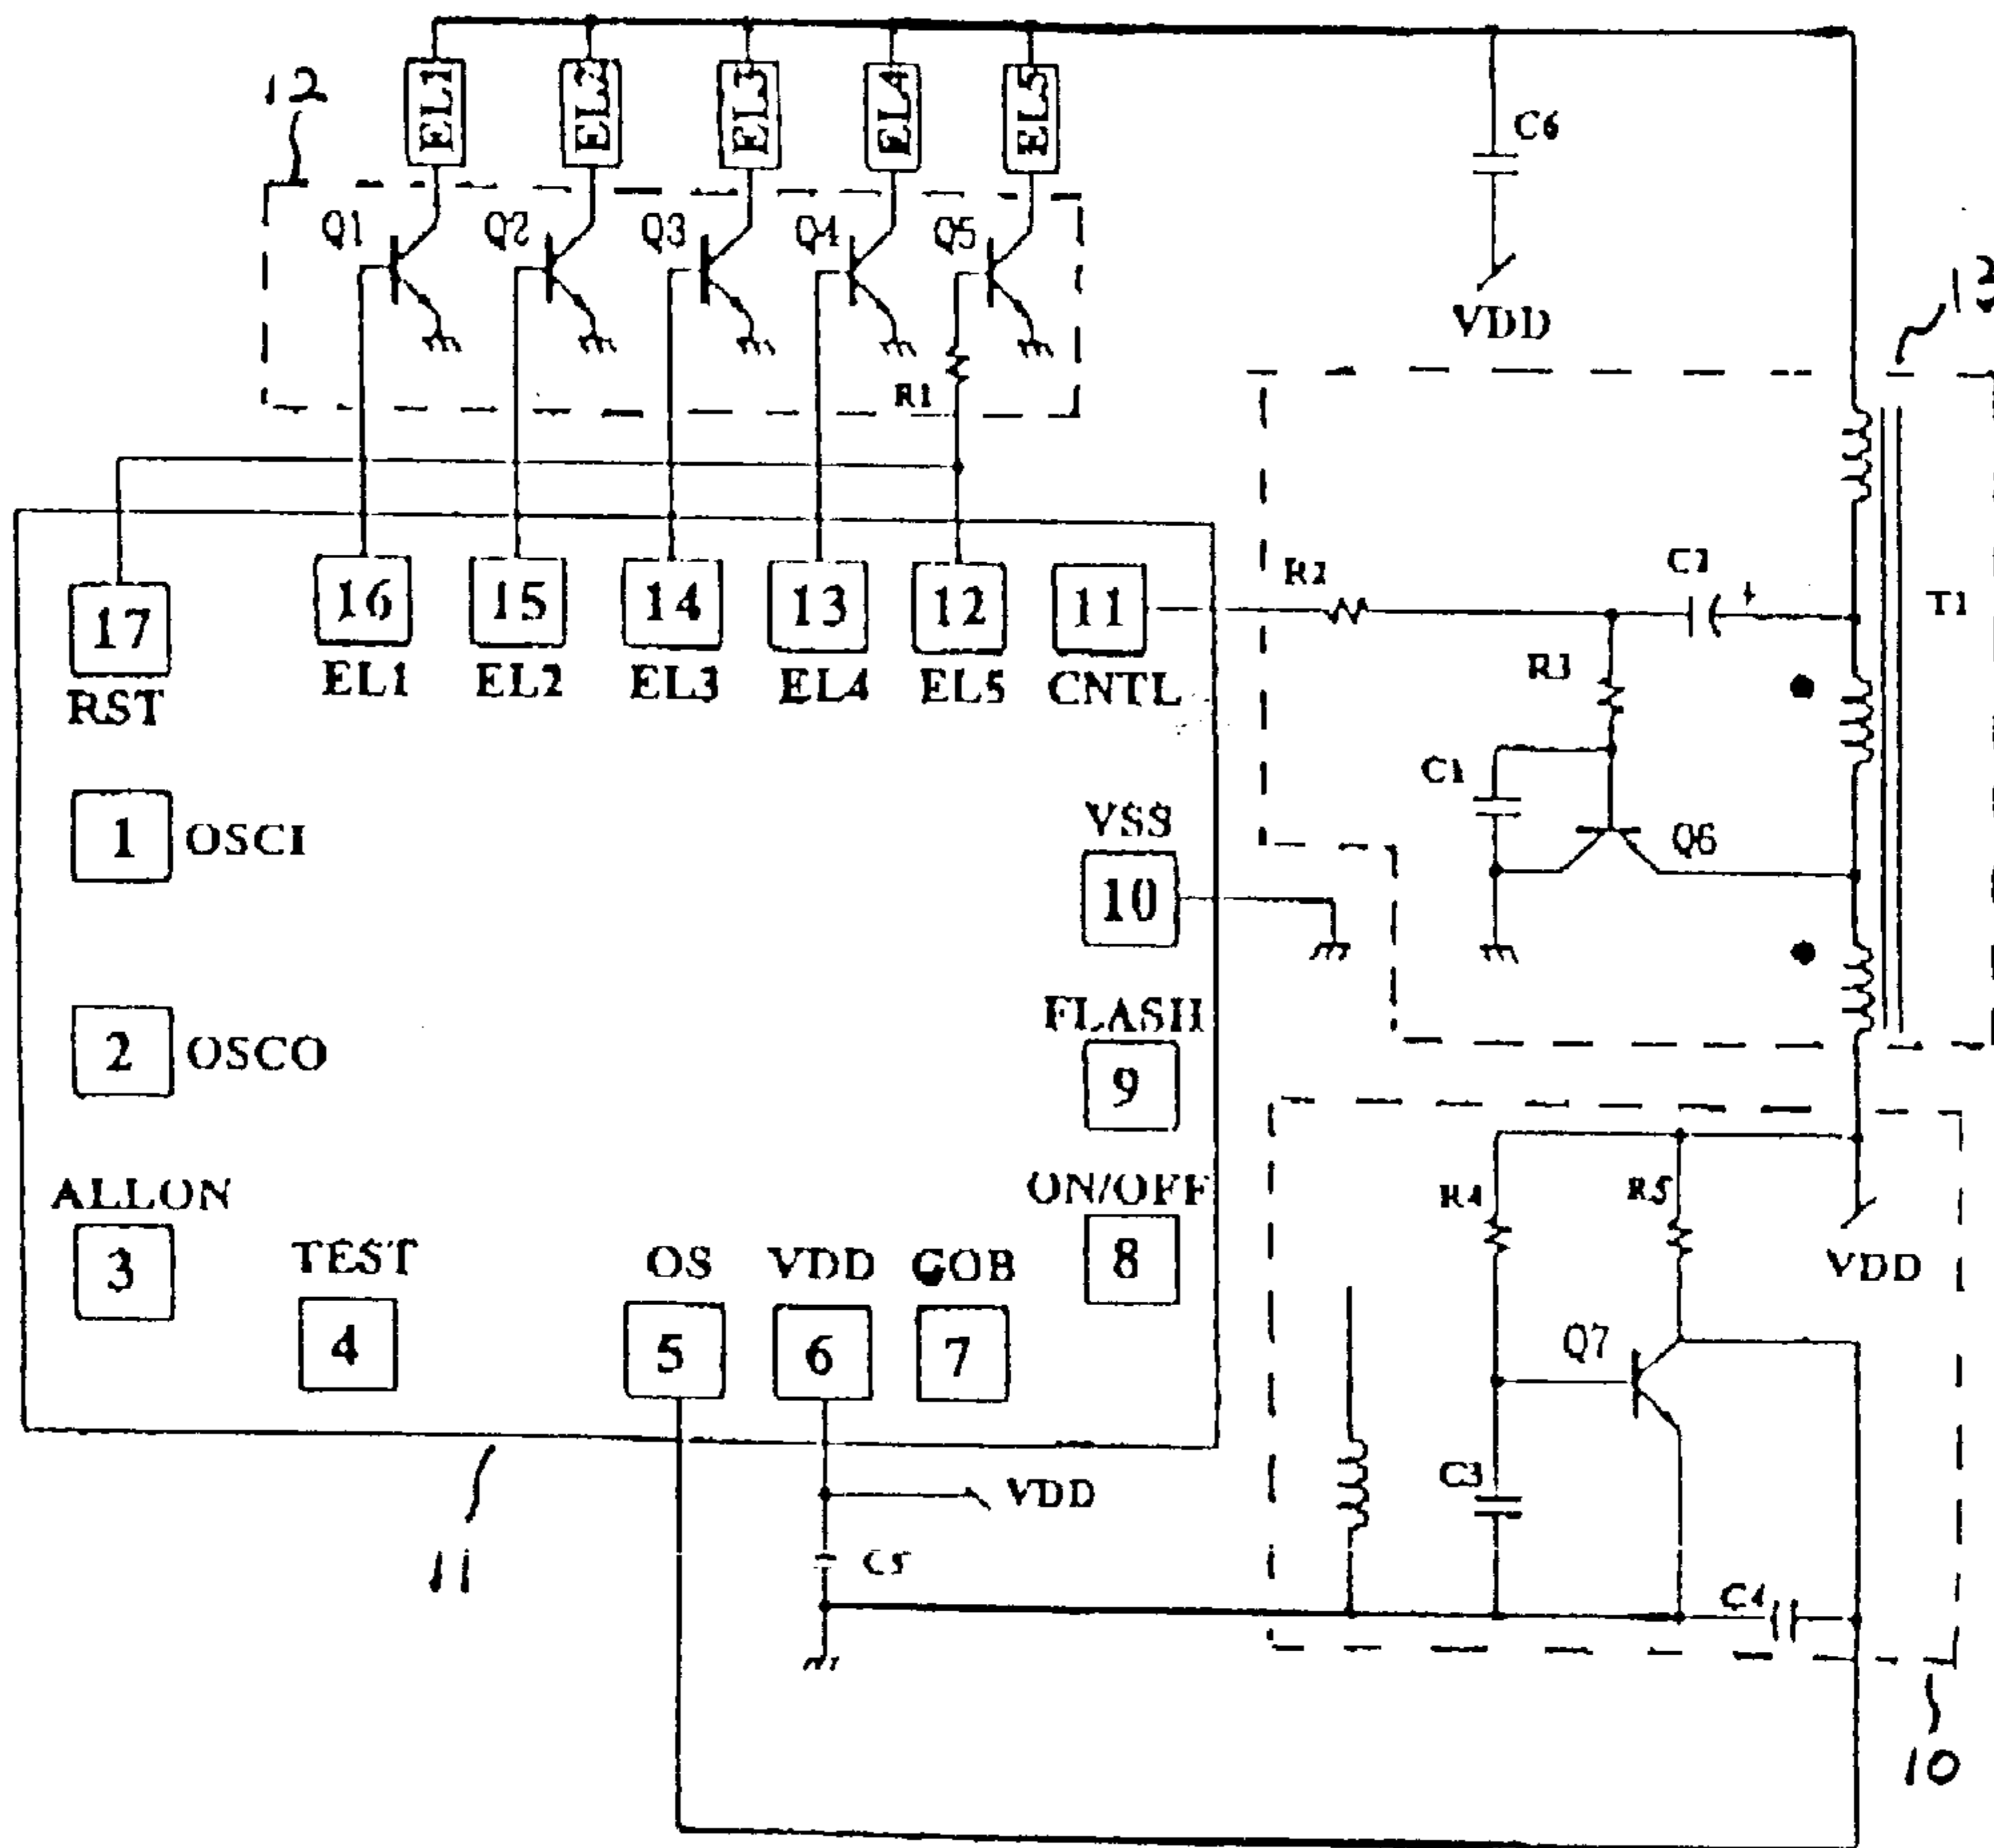 12
EL1
EL2
EL3
EL4
EL5
C6
VDD
Q1
Q2
Q3
Q4
Q5
R1
13
17
RST
16
EL1
15
EL2
14
EL3
13
EL4
12
EL5
11
CNTL
R2
C2
+
T1
R3
C1
Q6
1
OSCI
VSS
10
2
OSCO
FLASH
9
ALLON
3
TEST
4
OS
5
VDD
6
COB
7
ON/OFF
8
R4
R5
VDD
Q7
C3
C4
VDD
C5
11
10